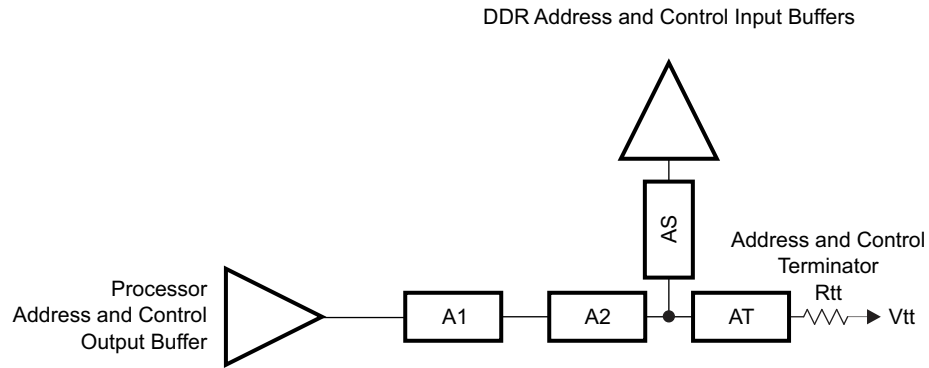 DDR Address and Control Input Buffers
AS
Address and Control
Terminator
Rtt
Processor
Address and Control
Output Buffer
A1
A2
AT
Vtt